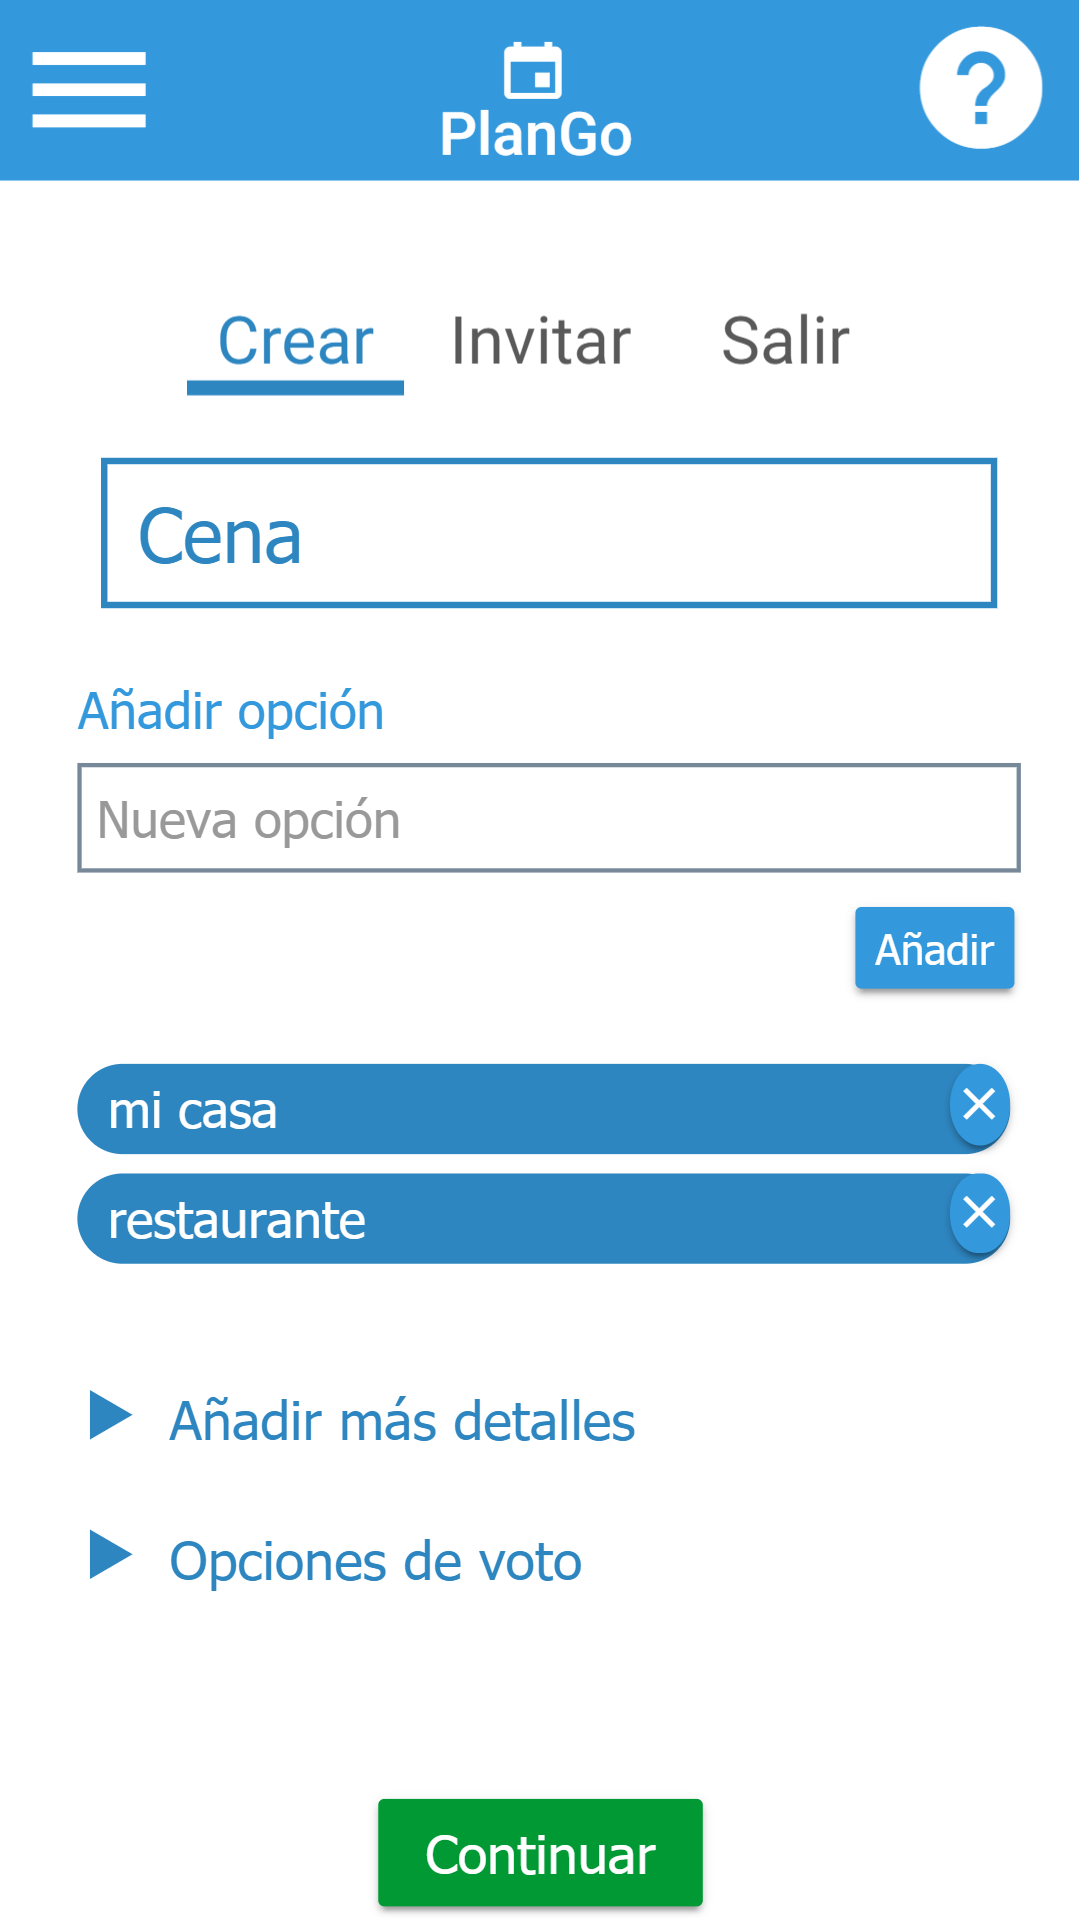 PlanGo
?
Crear Invitar Salir
Cena
Añadir opción
Nueva opción
Añadir
mi casa
restaurante
Añadir más detalles
Opciones de voto
Continuar